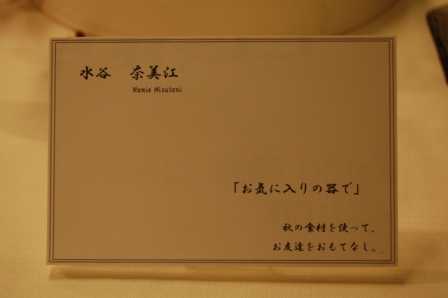 水谷　奈美江
Namie Mizutani
「お気に入りの器で」
秋の食材を使って、
お友達をおもてなし。